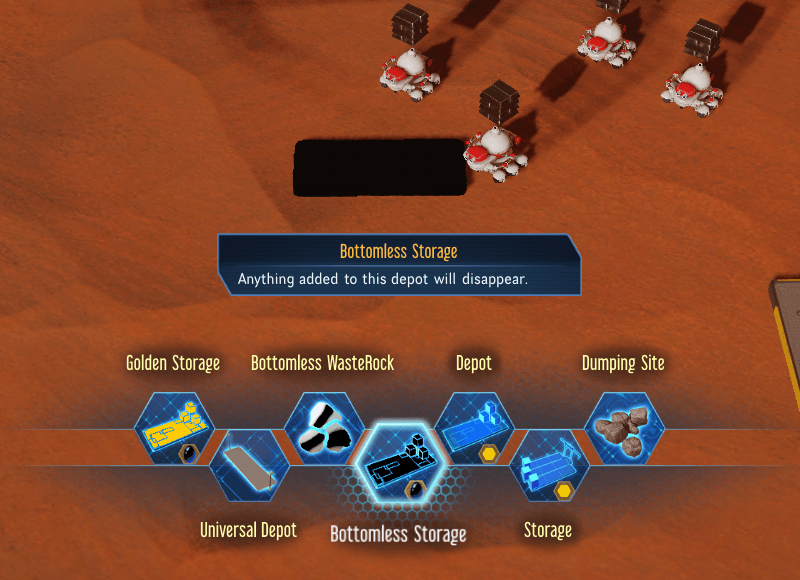 Bottomless Storage
Anything added to this depot will disappear.
Golden Storage
Bottomless WasteRock
Depot
Dumping Site
Universal Depot
Bottomless Storage
Storage